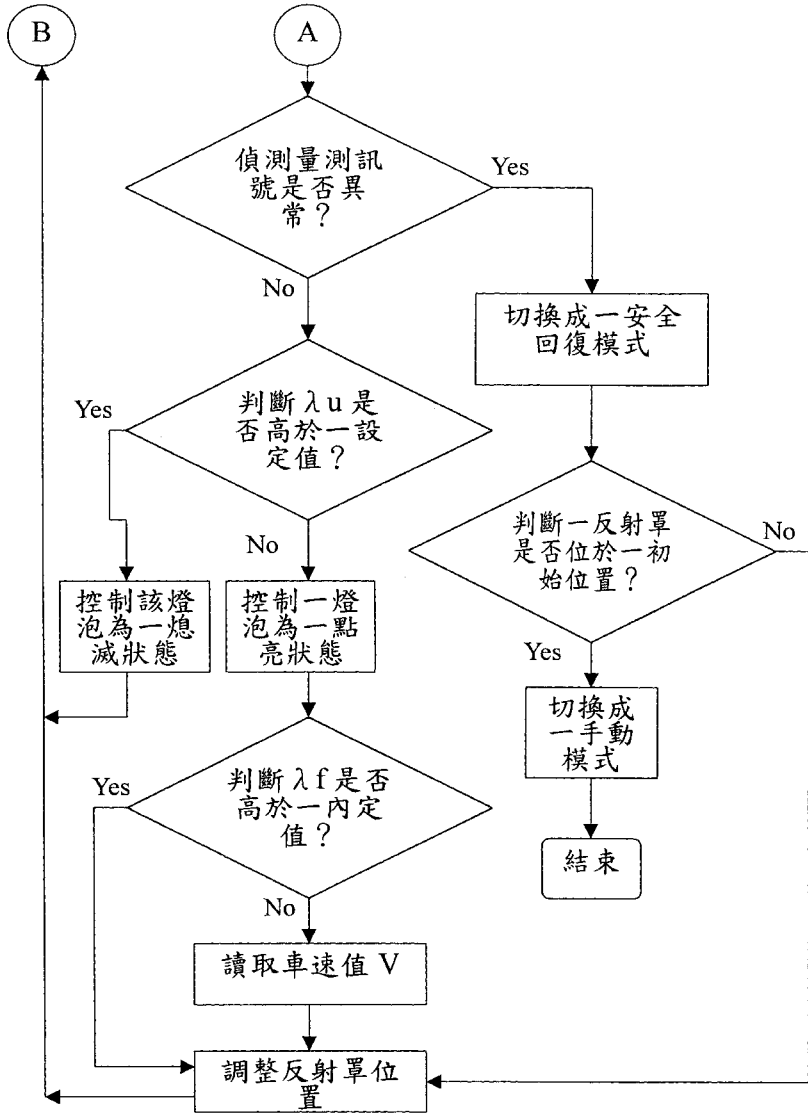 B
A
偵測量測訊
號是否異
常？
Yes
No
切換成一安全
回復模式
判斷 λu 是
否高於一設
定值？
Yes
No
判斷一反射罩
是否位於一初
始位置？
No
Yes
控制該燈
泡為一熄
滅狀態
控制一燈
泡為一點
亮狀態
切換成
一手動
模式
判斷 λf 是否
高於一內定
值？
Yes
No
結束
讀取車速值 V
調整反射罩位
置